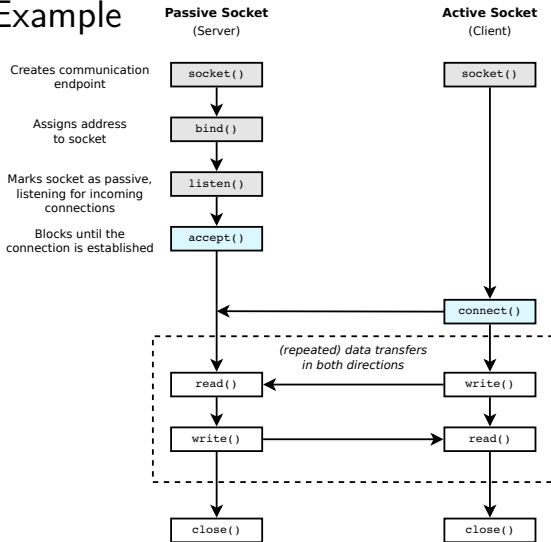 Example
Passive Socket
(Server)
Active Socket
(Client)
Creates communication
endpoint
socket()
socket()
Assigns address
to socket
bind()
Marks socket as passive,
listening for incoming
connections
listen()
Blocks until the
connection is established
accept()
connect()
(repeated) data transfers
in both directions
read()
write()
write()
read()
close()
close()